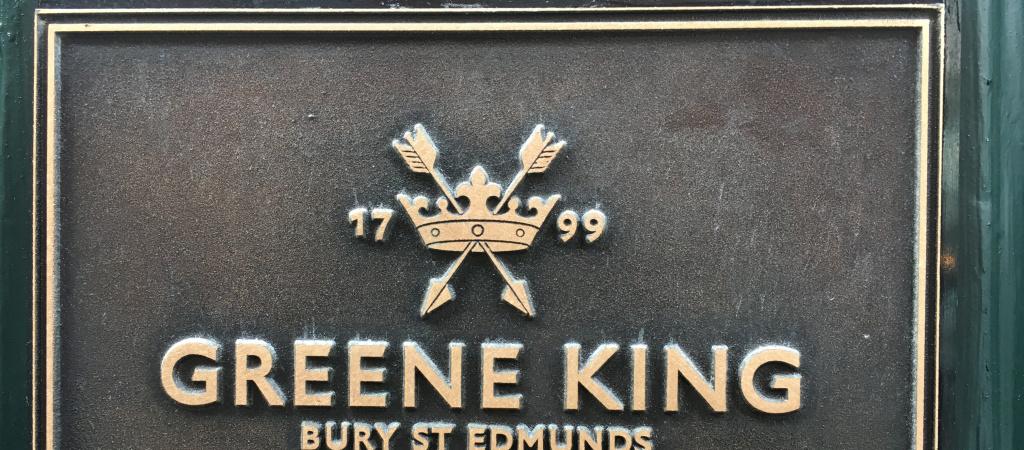 17 99
GREENE KING
BURY ST EDMUNDS